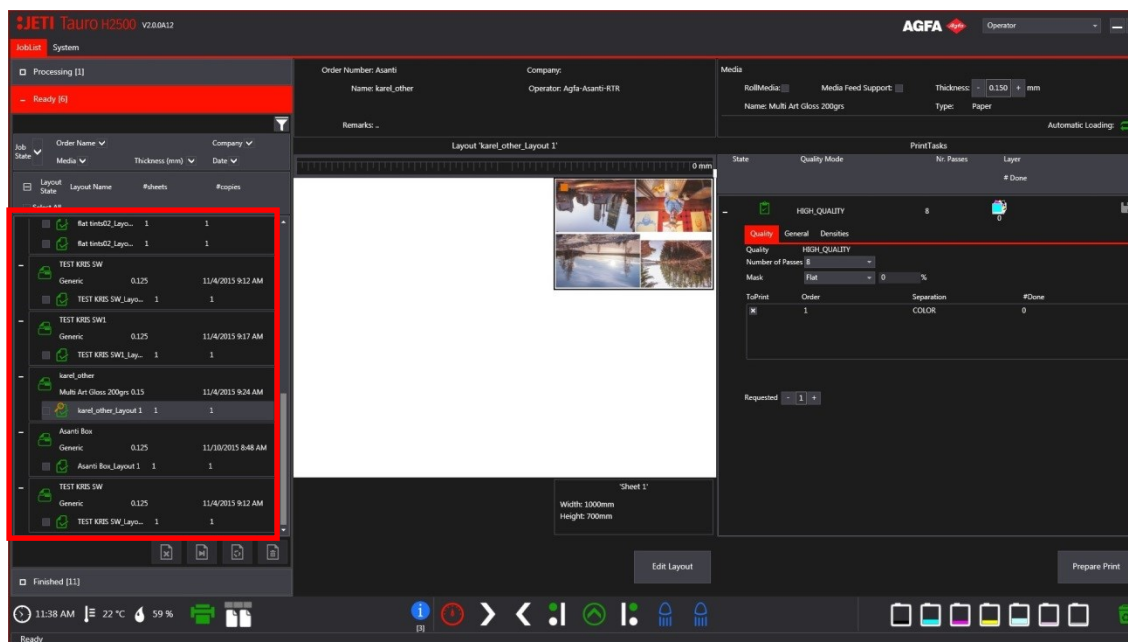 :JETI Tauro H2500 V2.0.0A12
AGFA
Operator
JobList System
Processing [1]
Ready [6]
Job State
Order Name
Company
Media
Thickness (mm)
Date
Layout State
Layout Name
#sheets
#copies
Select All
flat tints02_Layo... 1 1
flat tints02_Layo... 1 1
TEST KRIS SW
Generic 0.125 11/4/2015 9:12 AM
TEST KRIS SW_Layo... 1 1
TEST KRIS SW1
Generic 0.125 11/4/2015 9:17 AM
TEST KRIS SW1_Lay... 1 1
karel_other
Multi Art Gloss 200grs 0.15 11/4/2015 9:24 AM
karel_other_Layout 1 1 1
Asanti Box
Generic 0.125 11/10/2015 8:48 AM
Asanti Box_Layout 1 1 1
TEST KRIS SW
Generic 0.125 11/4/2015 9:12 AM
TEST KRIS SW_Layo... 1 1
Finished [11]
Order Number: Asanti
Company:
Name: karel_other
Operator: Agfa-Asanti-RTR
Remarks: ..
Layout 'karel_other_Layout 1'
0 mm
'Sheet 1'
Width: 1000mm
Height: 700mm
Edit Layout
Media
RollMedia:
Media Feed Support:
Thickness: - 0.150 + mm
Name: Multi Art Gloss 200grs
Type: Paper
Automatic Loading:
PrintTasks
State Quality Mode Nr. Passes Layer
# Done
HIGH_QUALITY 8 0
Quality General Densities
Quality HIGH_QUALITY
Number of Passes 8
Mask Flat 0 %
ToPrint Order Separation #Done
1 COLOR 0
Requested - 1 +
Prepare Print
11:38 AM 22 °C 59 %
[3]
Ready